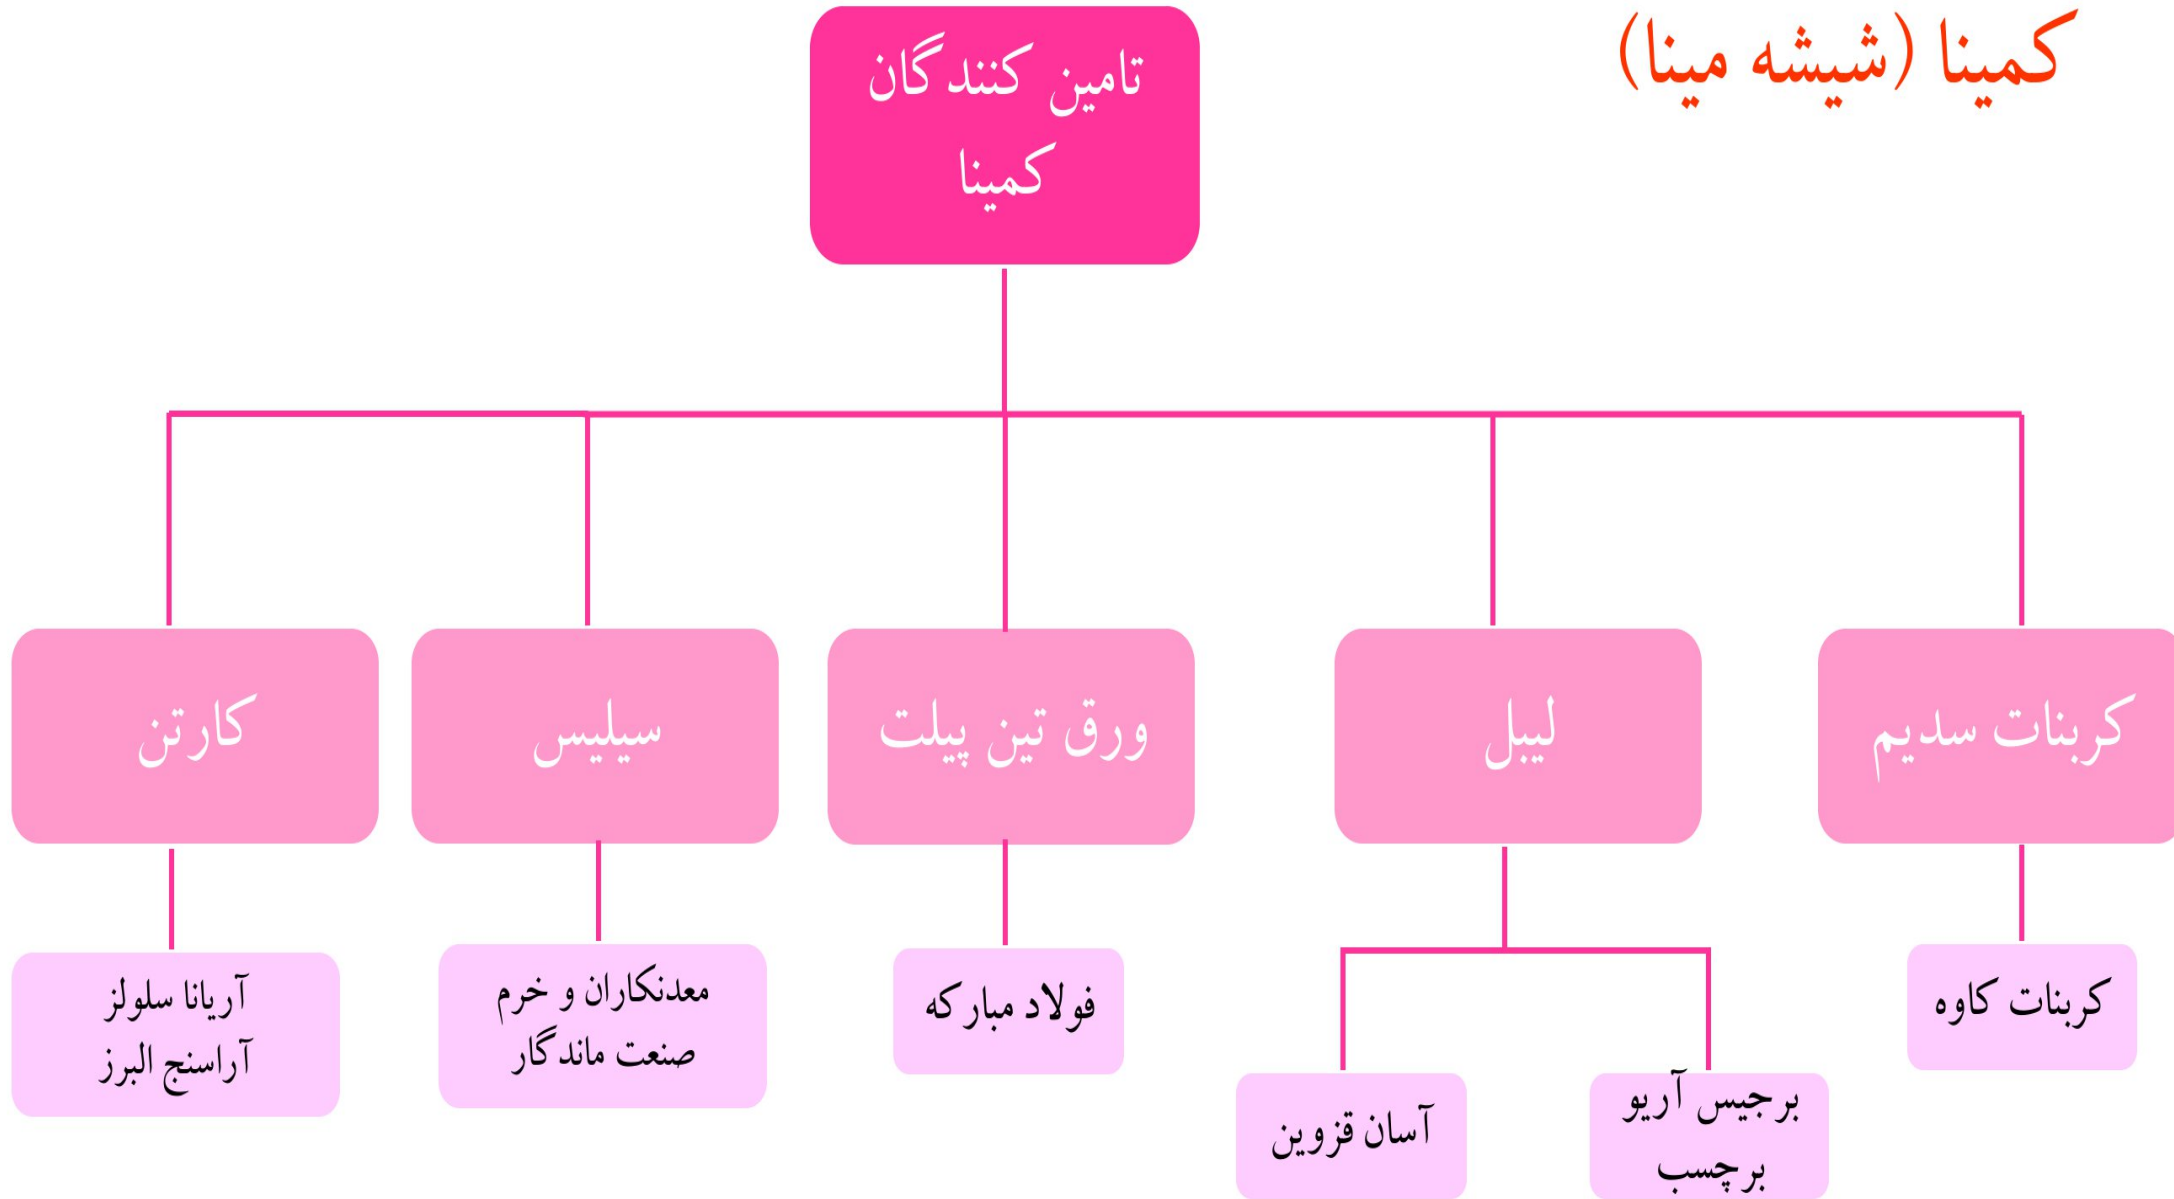 کمینا (شیشه مینا)
تامین کنندگان
کمینا
کربنات سدیم
لیبل
ورق تین پیلت
سیلیس
کارتن
کربنات کاوه
برجیس آریو
برچسب
آسان قزوین
فولاد مبارکه
معدنکاران و خرم
صنعت ماندگار
آریانا سلولز
آراسنج البرز